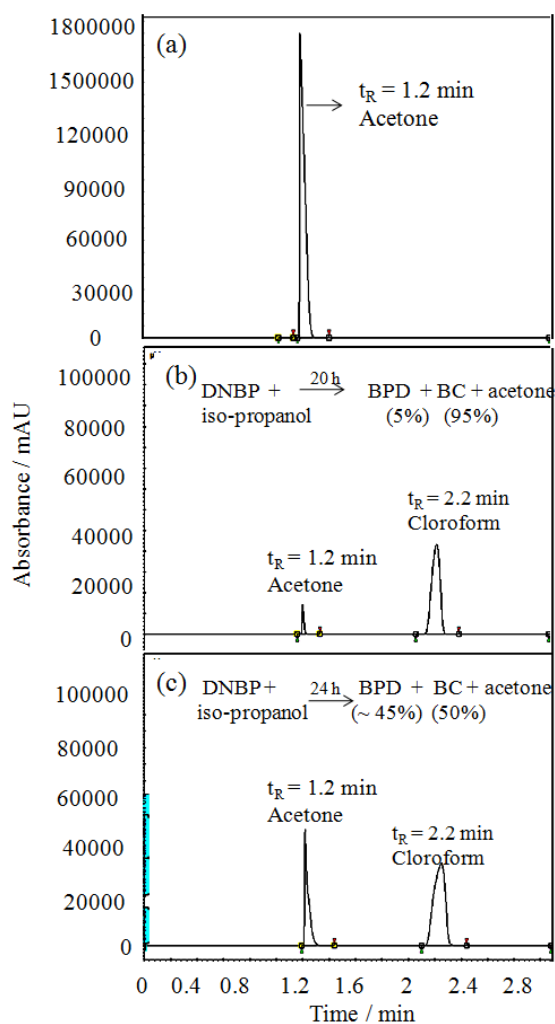 1800000
(a)
1500000
tR = 1.2 min
Acetone
120000
90000
60000
30000
0
Absorbance / mAU
100000
(b)
DNBP + 20 h BPD + BC + acetone
iso-propanol (5%) (95%)
80000
60000
tR = 2.2 min
Cloroform
40000
tR = 1.2 min
Acetone
20000
0
(c)
DNBP + 24 h BPD + BC + acetone
iso-propanol (~ 45%) (50%)
100000
80000
tR = 1.2 min
Acetone
60000
tR = 2.2 min
Cloroform
40000
20000
0
0 0.4 0.8 1.2 1.6 2 2.4 2.8
Time / min